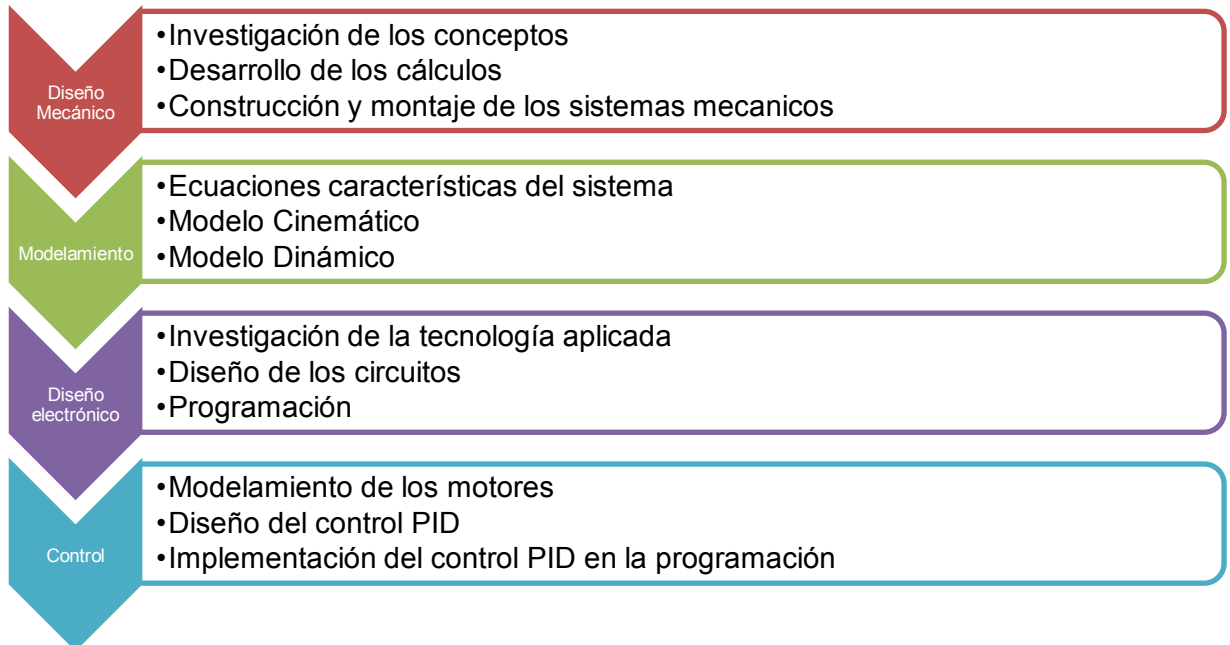 Diseño
Mecánico
•Investigación de los conceptos
•Desarrollo de los cálculos
•Construcción y montaje de los sistemas mecanicos
Modelamiento
•Ecuaciones características del sistema
•Modelo Cinemático
•Modelo Dinámico
Diseño
electrónico
•Investigación de la tecnología aplicada
•Diseño de los circuitos
•Programación
Control
•Modelamiento de los motores
•Diseño del control PID
•Implementación del control PID en la programación